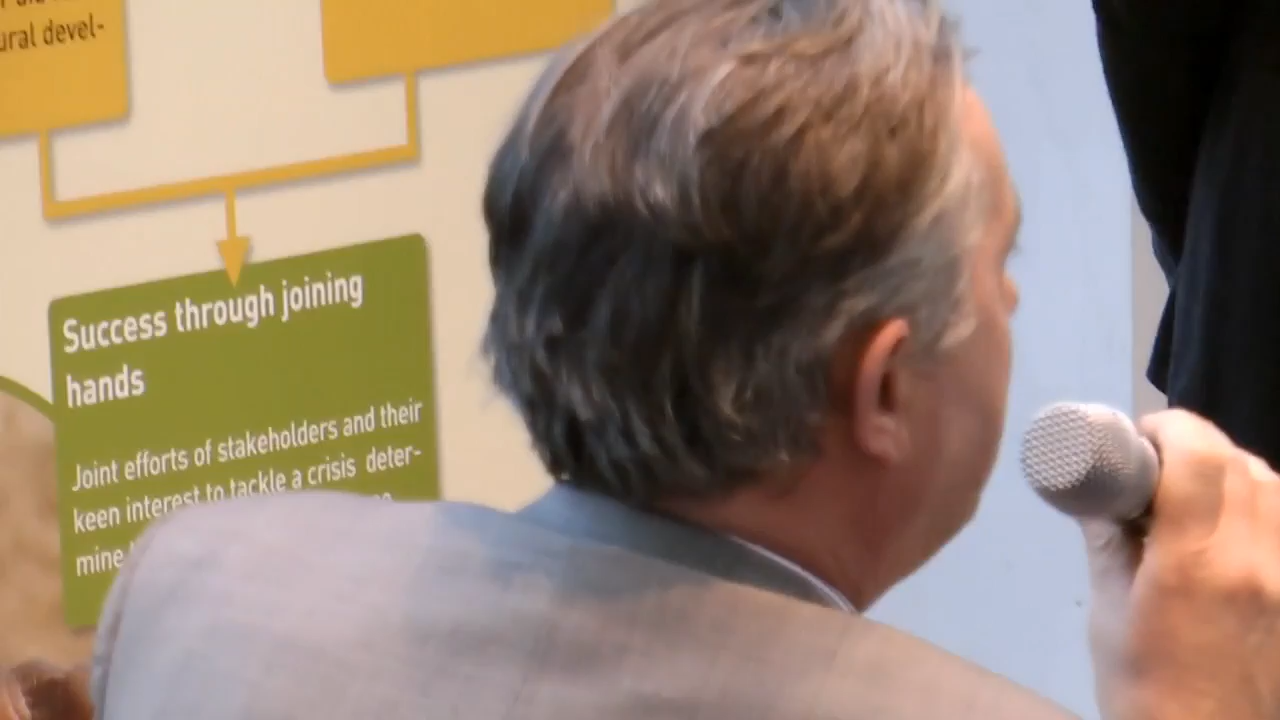 ural devel-
Success through joining
hands
Joint efforts of stakeholders and their
keen interest to tackle a crisis deter-
mine